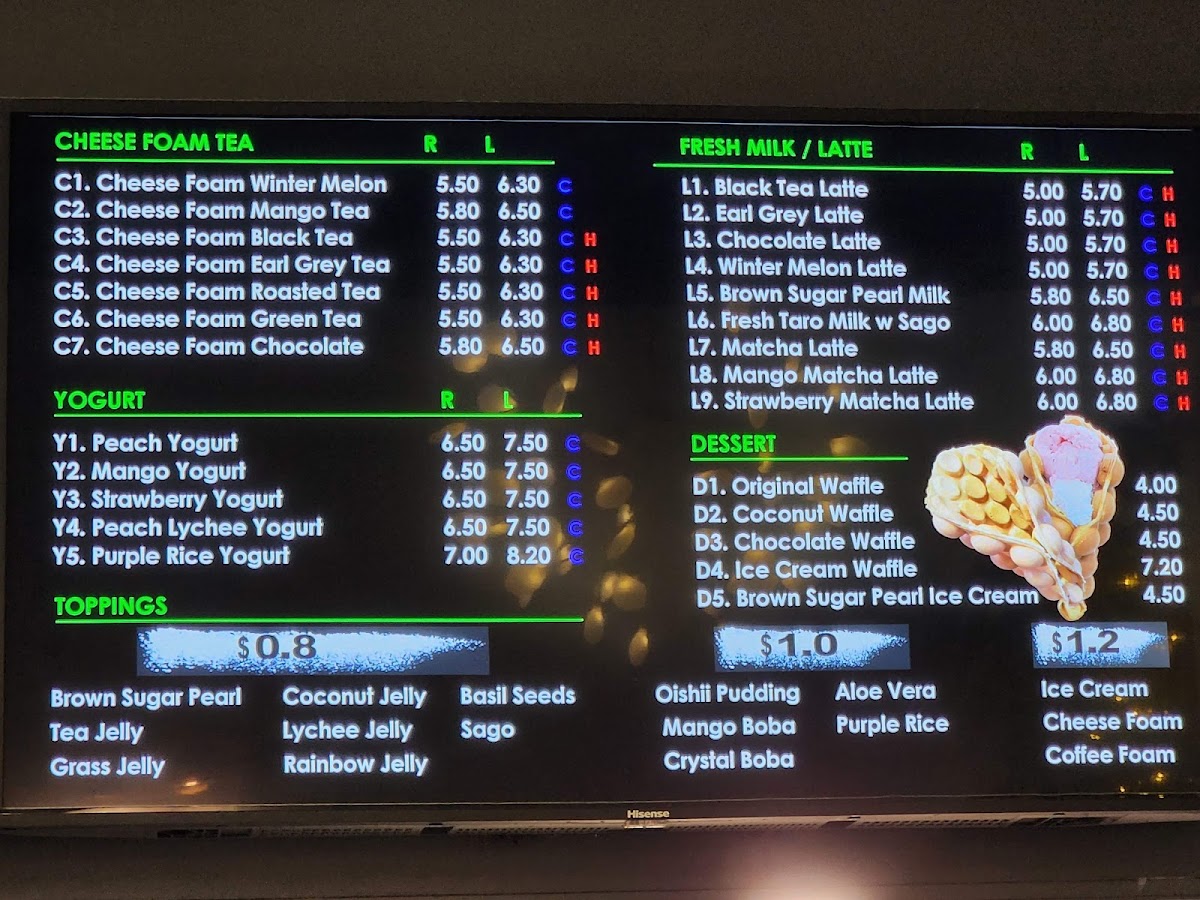 CHEESE FOAM TEA R L
C1. Cheese Foam Winter Melon 5.50 6.30 C
C2. Cheese Foam Mango Tea 5.80 6.50 C
C3. Cheese Foam Black Tea 5.50 6.30 C H
C4. Cheese Foam Earl Grey Tea 5.50 6.30 C H
C5. Cheese Foam Roasted Tea 5.50 6.30 C H
C6. Cheese Foam Green Tea 5.50 6.30 C H
C7. Cheese Foam Chocolate 5.80 6.50 C H
YOGURT R L
Y1. Peach Yogurt 6.50 7.50 C
Y2. Mango Yogurt 6.50 7.50 C
Y3. Strawberry Yogurt 6.50 7.50 C
Y4. Peach Lychee Yogurt 6.50 7.50 C
Y5. Purple Rice Yogurt 7.00 8.20 C
FRESH MILK / LATTE R L
L1. Black Tea Latte 5.00 5.70 C H
L2. Earl Grey Latte 5.00 5.70 C H
L3. Chocolate Latte 5.00 5.70 C H
L4. Winter Melon Latte 5.00 5.70 C H
L5. Brown Sugar Pearl Milk 5.80 6.50 C H
L6. Fresh Taro Milk w Sago 6.00 6.80 C H
L7. Matcha Latte 5.80 6.50 C H
L8. Mango Matcha Latte 6.00 6.80 C H
L9. Strawberry Matcha Latte 6.00 6.80 C H
DESSERT
D1. Original Waffle 4.00
D2. Coconut Waffle 4.50
D3. Chocolate Waffle 4.50
D4. Ice Cream Waffle 7.20
D5. Brown Sugar Pearl Ice Cream 4.50
TOPPINGS
$0.8 $1.0 $1.2
Brown Sugar Pearl Coconut Jelly Basil Seeds Oishii Pudding Aloe Vera Ice Cream
Tea Jelly Lychee Jelly Sago Mango Boba Purple Rice Cheese Foam
Grass Jelly Rainbow Jelly Crystal Boba Coffee Foam
Hisense